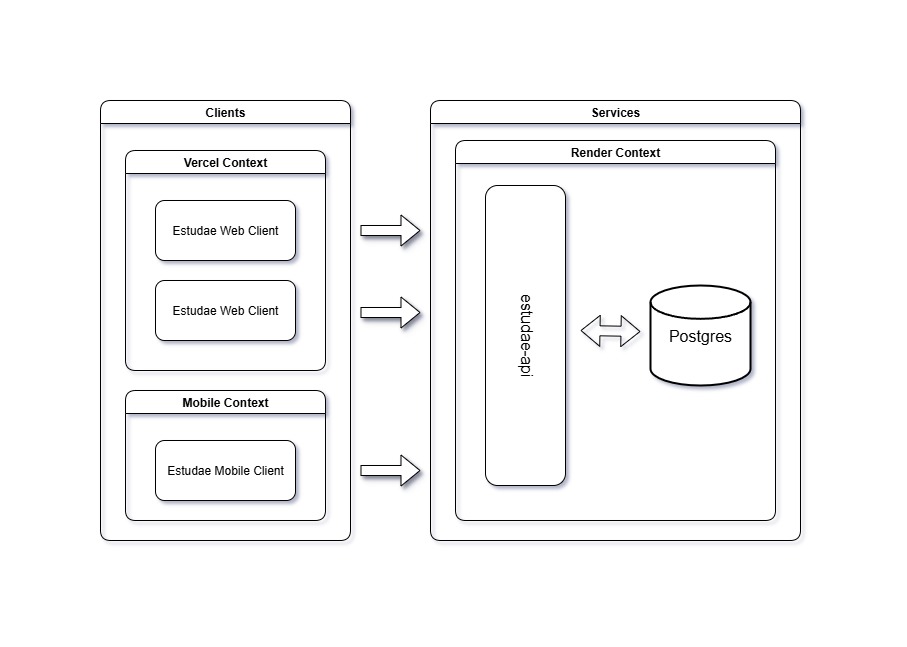 Clients
Vercel Context
Estudae Web Client
Estudae Web Client
Mobile Context
Estudae Mobile Client
Services
Render Context
estudae-api
Postgres